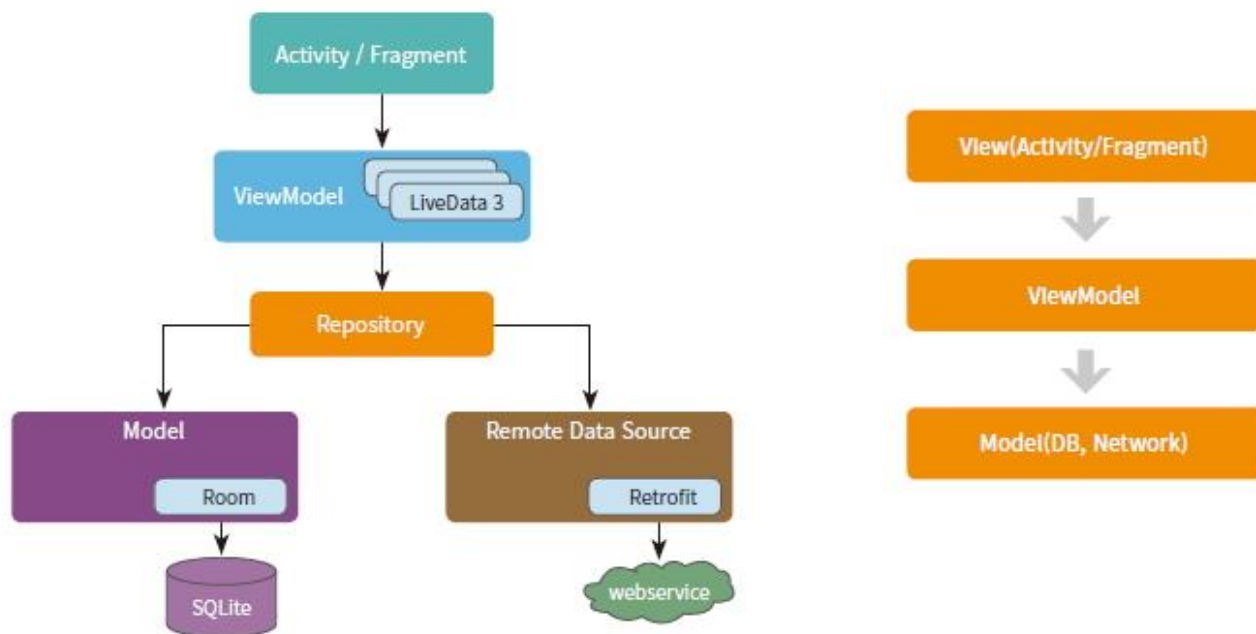 Activity / Fragment
ViewModel
LiveData 3
Repository
Model
Room
SQLite
Remote Data Source
Retrofit
webservice
View(Activity/Fragment)
ViewModel
Model(DB, Network)